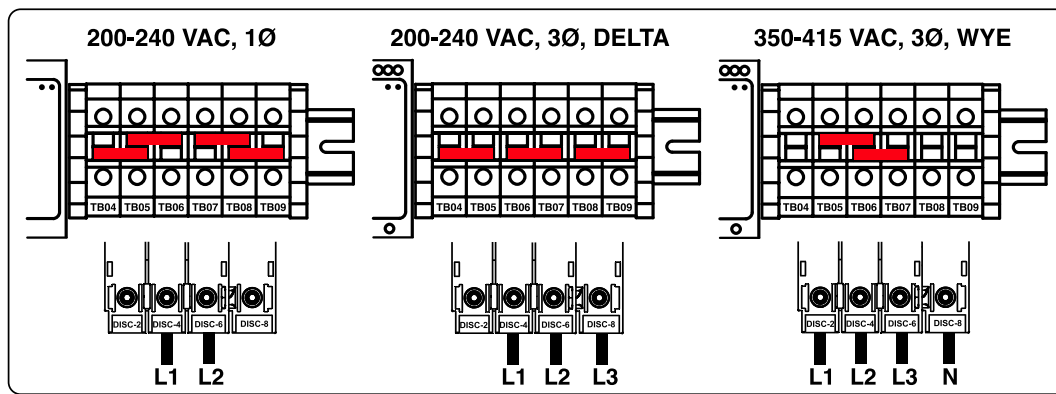 200-240 VAC, 1Ø
TB04 TB05 TB06 TB07 TB08 TB09
DISC-2 DISC-4 DISC-6 DISC-8
L1 L2
200-240 VAC, 3Ø, DELTA
TB04 TB05 TB06 TB07 TB08 TB09
DISC-2 DISC-4 DISC-6 DISC-8
L1 L2 L3
350-415 VAC, 3Ø, WYE
TB04 TB05 TB06 TB07 TB08 TB09
DISC-2 DISC-4 DISC-6 DISC-8
L1 L2 L3 N